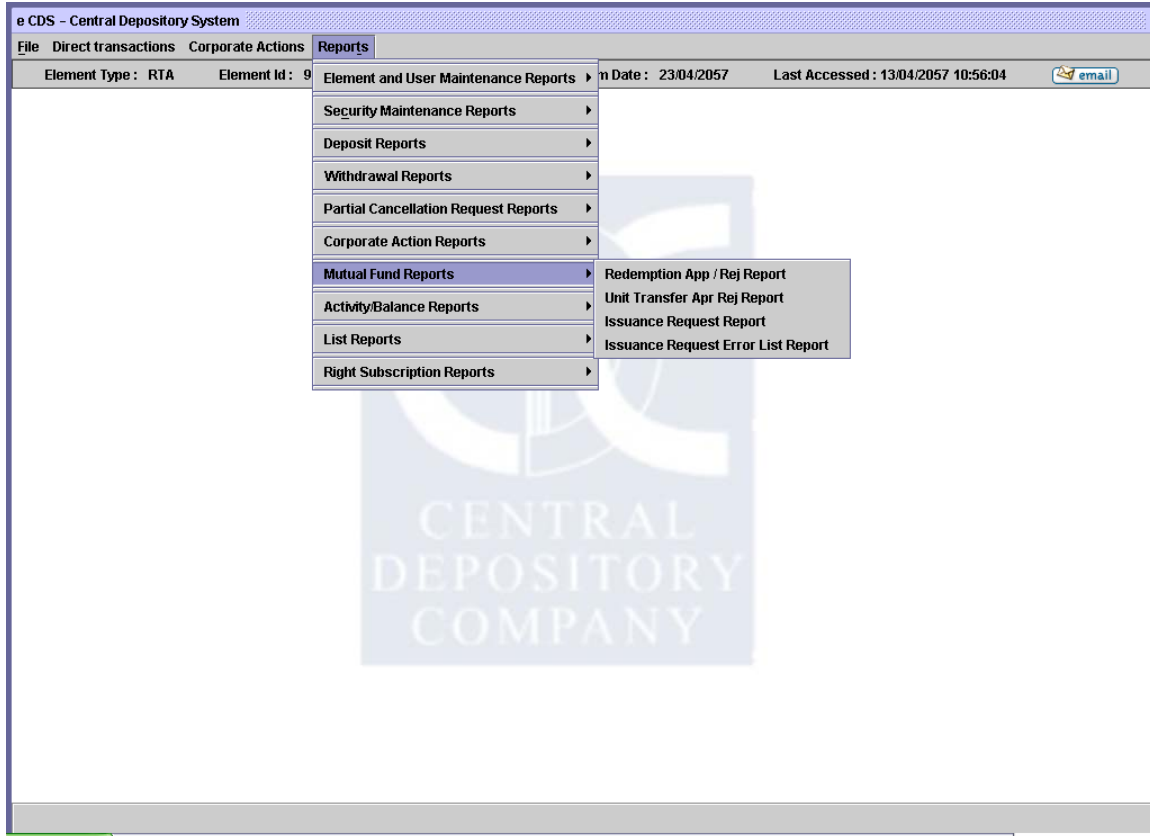 e CDS - Central Depository System
File Direct transactions Corporate Actions Reports
Element Type : RTA Element Id : 9 Date : 23/04/2057 Last Accessed : 13/04/2057 10:56:04 email
Element and User Maintenance Reports
Security Maintenance Reports
Deposit Reports
Withdrawal Reports
Partial Cancellation Request Reports
Corporate Action Reports
Mutual Fund Reports
Redemption App / Rej Report
Unit Transfer Apr Rej Report
Issuance Request Report
Issuance Request Error List Report
Activity/Balance Reports
List Reports
Right Subscription Reports
CENTRAL
DEPOSITORY
COMPANY